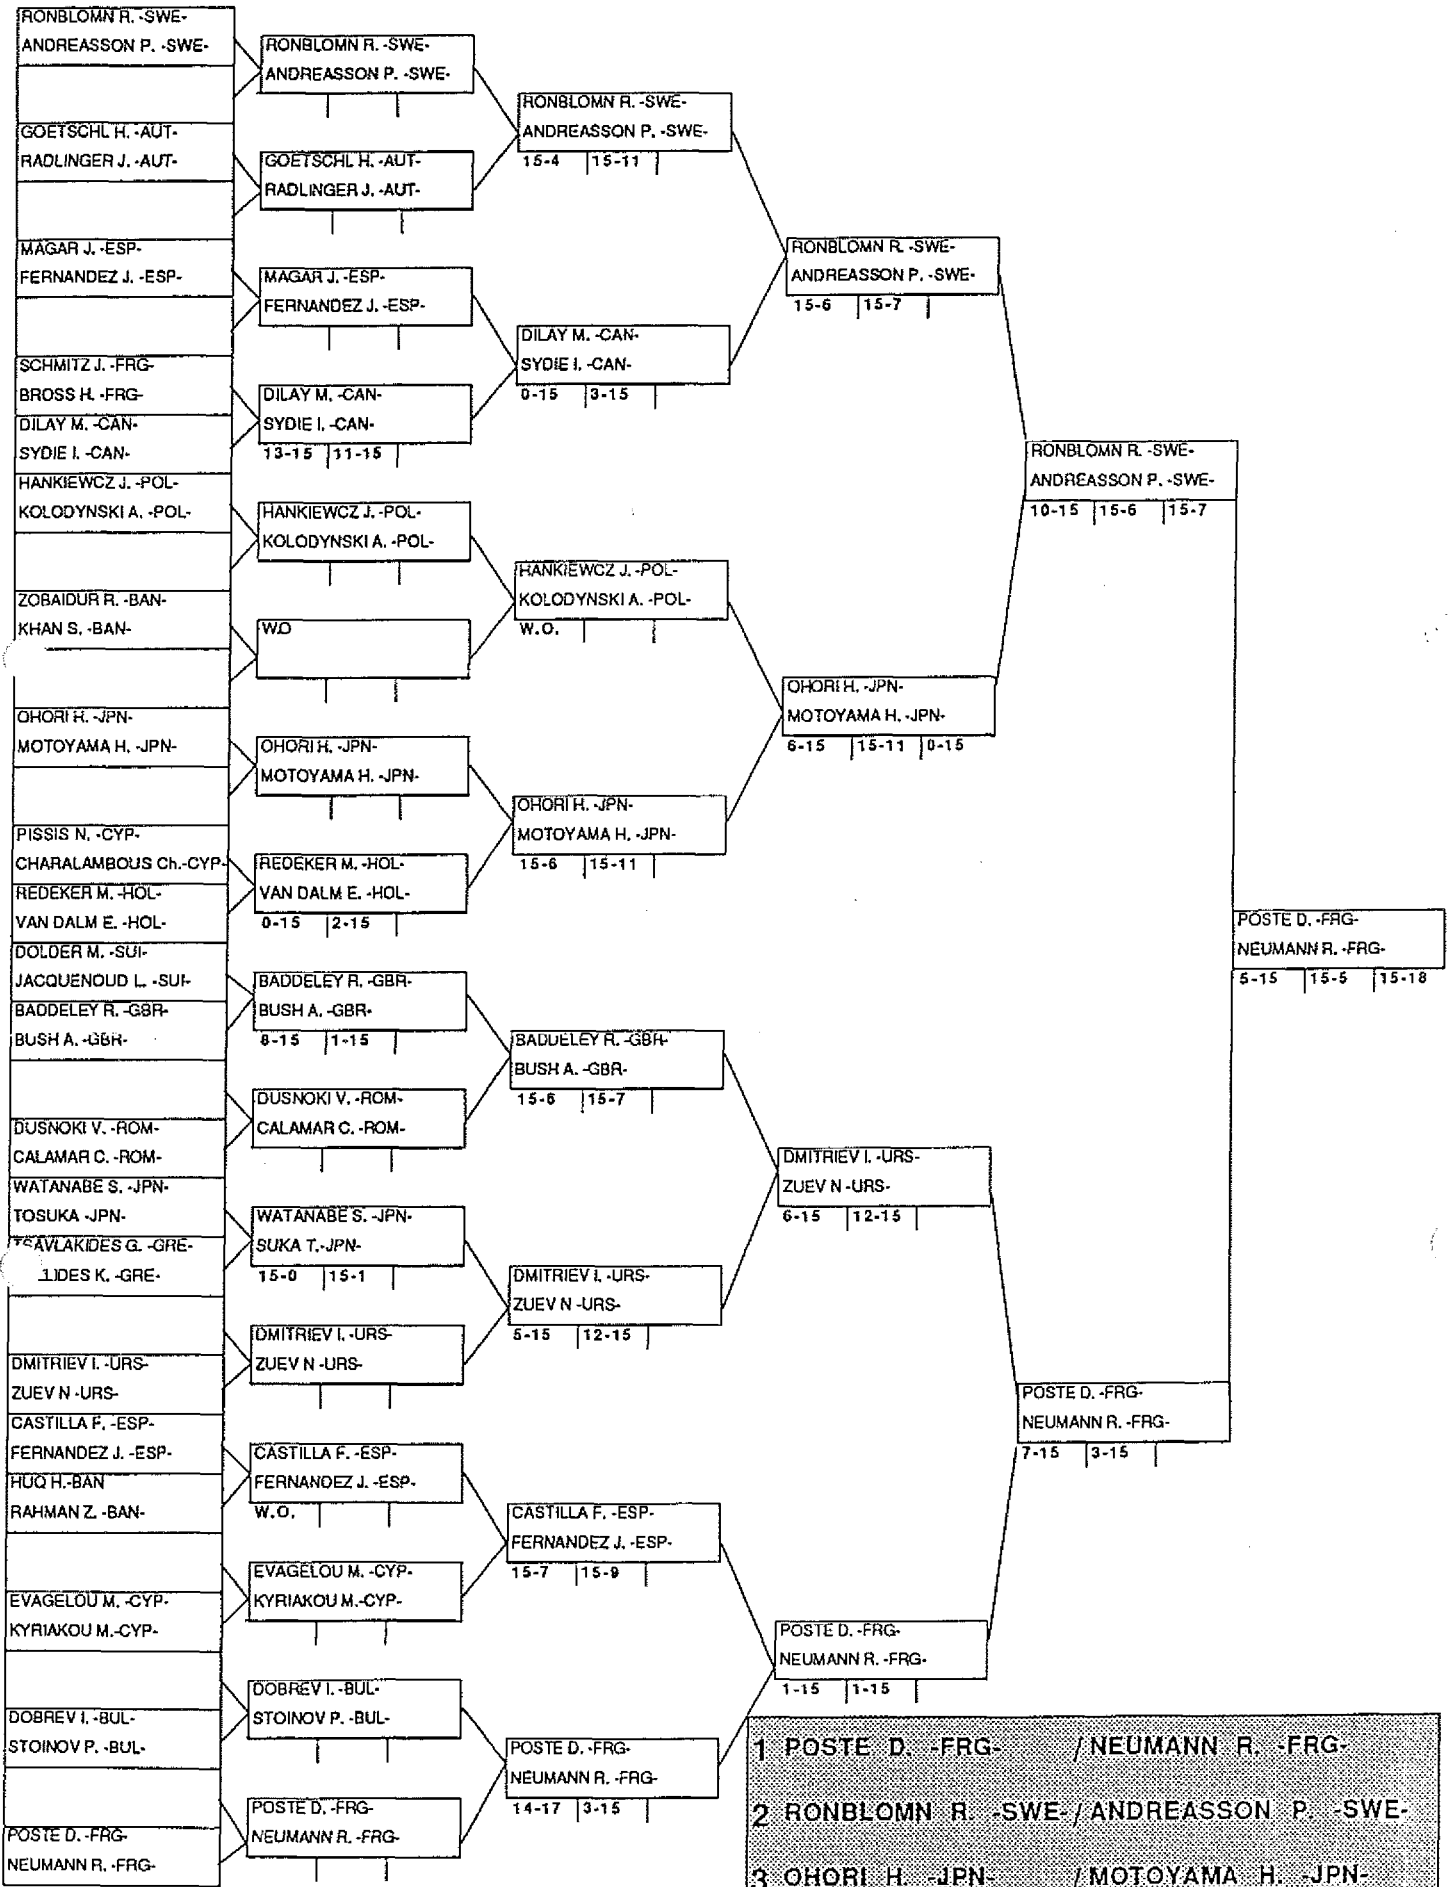 RONBLOMN R. -SWE-
ANDREASSON P. -SWE-
GOETSCHL H. -AUT-
RADLINGER J. -AUT-
MAGAR J. -ESP-
FERNANDEZ J. -ESP-
SCHMITZ J. -FRG-
BROSS H. -FRG-
DILAY M. -CAN-
SYDIE I. -CAN-
HANKIEWCZ J. -POL-
KOLODYNSKI A. -POL-
ZOBAIDUR R. -BAN-
KHAN S. -BAN-
OHORI H. -JPN-
MOTOYAMA H. -JPN-
PISSIS N. -CYP-
CHARALAMBOUS Ch.-CYP-
REDEKER M. -HOL-
VAN DALM E. -HOL-
DOLDER M. -SUI-
JACQUENOUD L. -SUI-
BADDELEY R. -GBR-
BUSH A. -GBR-
DUSNOKI V. -ROM-
CALAMAR C. -ROM-
WATANABE S. -JPN-
TOSUKA -JPN-
TSAVLAKIDES G. -GRE-
K. -GRE-
DMITRIEV I. -URS-
ZUEV N -URS-
CASTILLA F. -ESP-
FERNANDEZ J. -ESP-
HUQ H.-BAN
RAHMAN Z. -BAN-
EVAGELOU M. -CYP-
KYRIAKOU M.-CYP-
DOBREV I. -BUL-
STOINOV P. -BUL-
POSTE D. -FRG-
NEUMANN R. -FRG-
RONBLOMN R. -SWE-
ANDREASSON P. -SWE-
GOETSCHL H. -AUT-
RADLINGER J. -AUT-
MAGAR J. -ESP-
FERNANDEZ J. -ESP-
DILAY M. -CAN-
SYDIE I. -CAN-
13-15 11-15
HANKIEWCZ J. -POL-
KOLODYNSKI A. -POL-
W.O
OHORI H. -JPN-
MOTOYAMA H. -JPN-
REDEKER M. -HOL-
VAN DALM E. -HOL-
0-15 2-15
BADDELEY R. -GBR-
BUSH A. -GBR-
8-15 1-15
DUSNOKI V. -ROM-
CALAMAR C. -ROM-
WATANABE S. -JPN-
SUKA T.-JPN-
15-0 15-1
DMITRIEV I. -URS-
ZUEV N -URS-
CASTILLA F. -ESP-
FERNANDEZ J. -ESP-
W.O.
EVAGELOU M. -CYP-
KYRIAKOU M.-CYP-
DOBREV I. -BUL-
STOINOV P. -BUL-
POSTE D. -FRG-
NEUMANN R. -FRG-
RONBLOMN R. -SWE-
ANDREASSON P. -SWE-
15-4 15-11
DILAY M. -CAN-
SYDIE I. -CAN-
0-15 3-15
HANKIEWCZ J. -POL-
KOLODYNSKI A. -POL-
W.O.
OHORI H. -JPN-
MOTOYAMA H. -JPN-
15-6 15-11
BADDELEY R. -GBR-
BUSH A. -GBR-
15-6 15-7
DMITRIEV I. -URS-
ZUEV N -URS-
5-15 12-15
CASTILLA F. -ESP-
FERNANDEZ J. -ESP-
15-7 15-9
POSTE D. -FRG-
NEUMANN R. -FRG-
14-17 3-15
RONBLOMN R. -SWE-
ANDREASSON P. -SWE-
15-6 15-7
OHORI H. -JPN-
MOTOYAMA H. -JPN-
6-15 15-11 0-15
DMITRIEV I. -URS-
ZUEV N -URS-
6-15 12-15
POSTE D. -FRG-
NEUMANN R. -FRG-
1-15 1-15
RONBLOMN R. -SWE-
ANDREASSON P. -SWE-
10-15 15-6 15-7
POSTE D. -FRG-
NEUMANN R. -FRG-
7-15 3-15
POSTE D. -FRG-
NEUMANN R. -FRG-
5-15 15-5 15-18
1 POSTE D. -FRG- / NEUMANN R. -FRG-
2 RONBLOMN R. -SWE- / ANDREASSON P. -SWE-
3 OHORI H. -JPN- / MOTOYAMA H. -JPN-